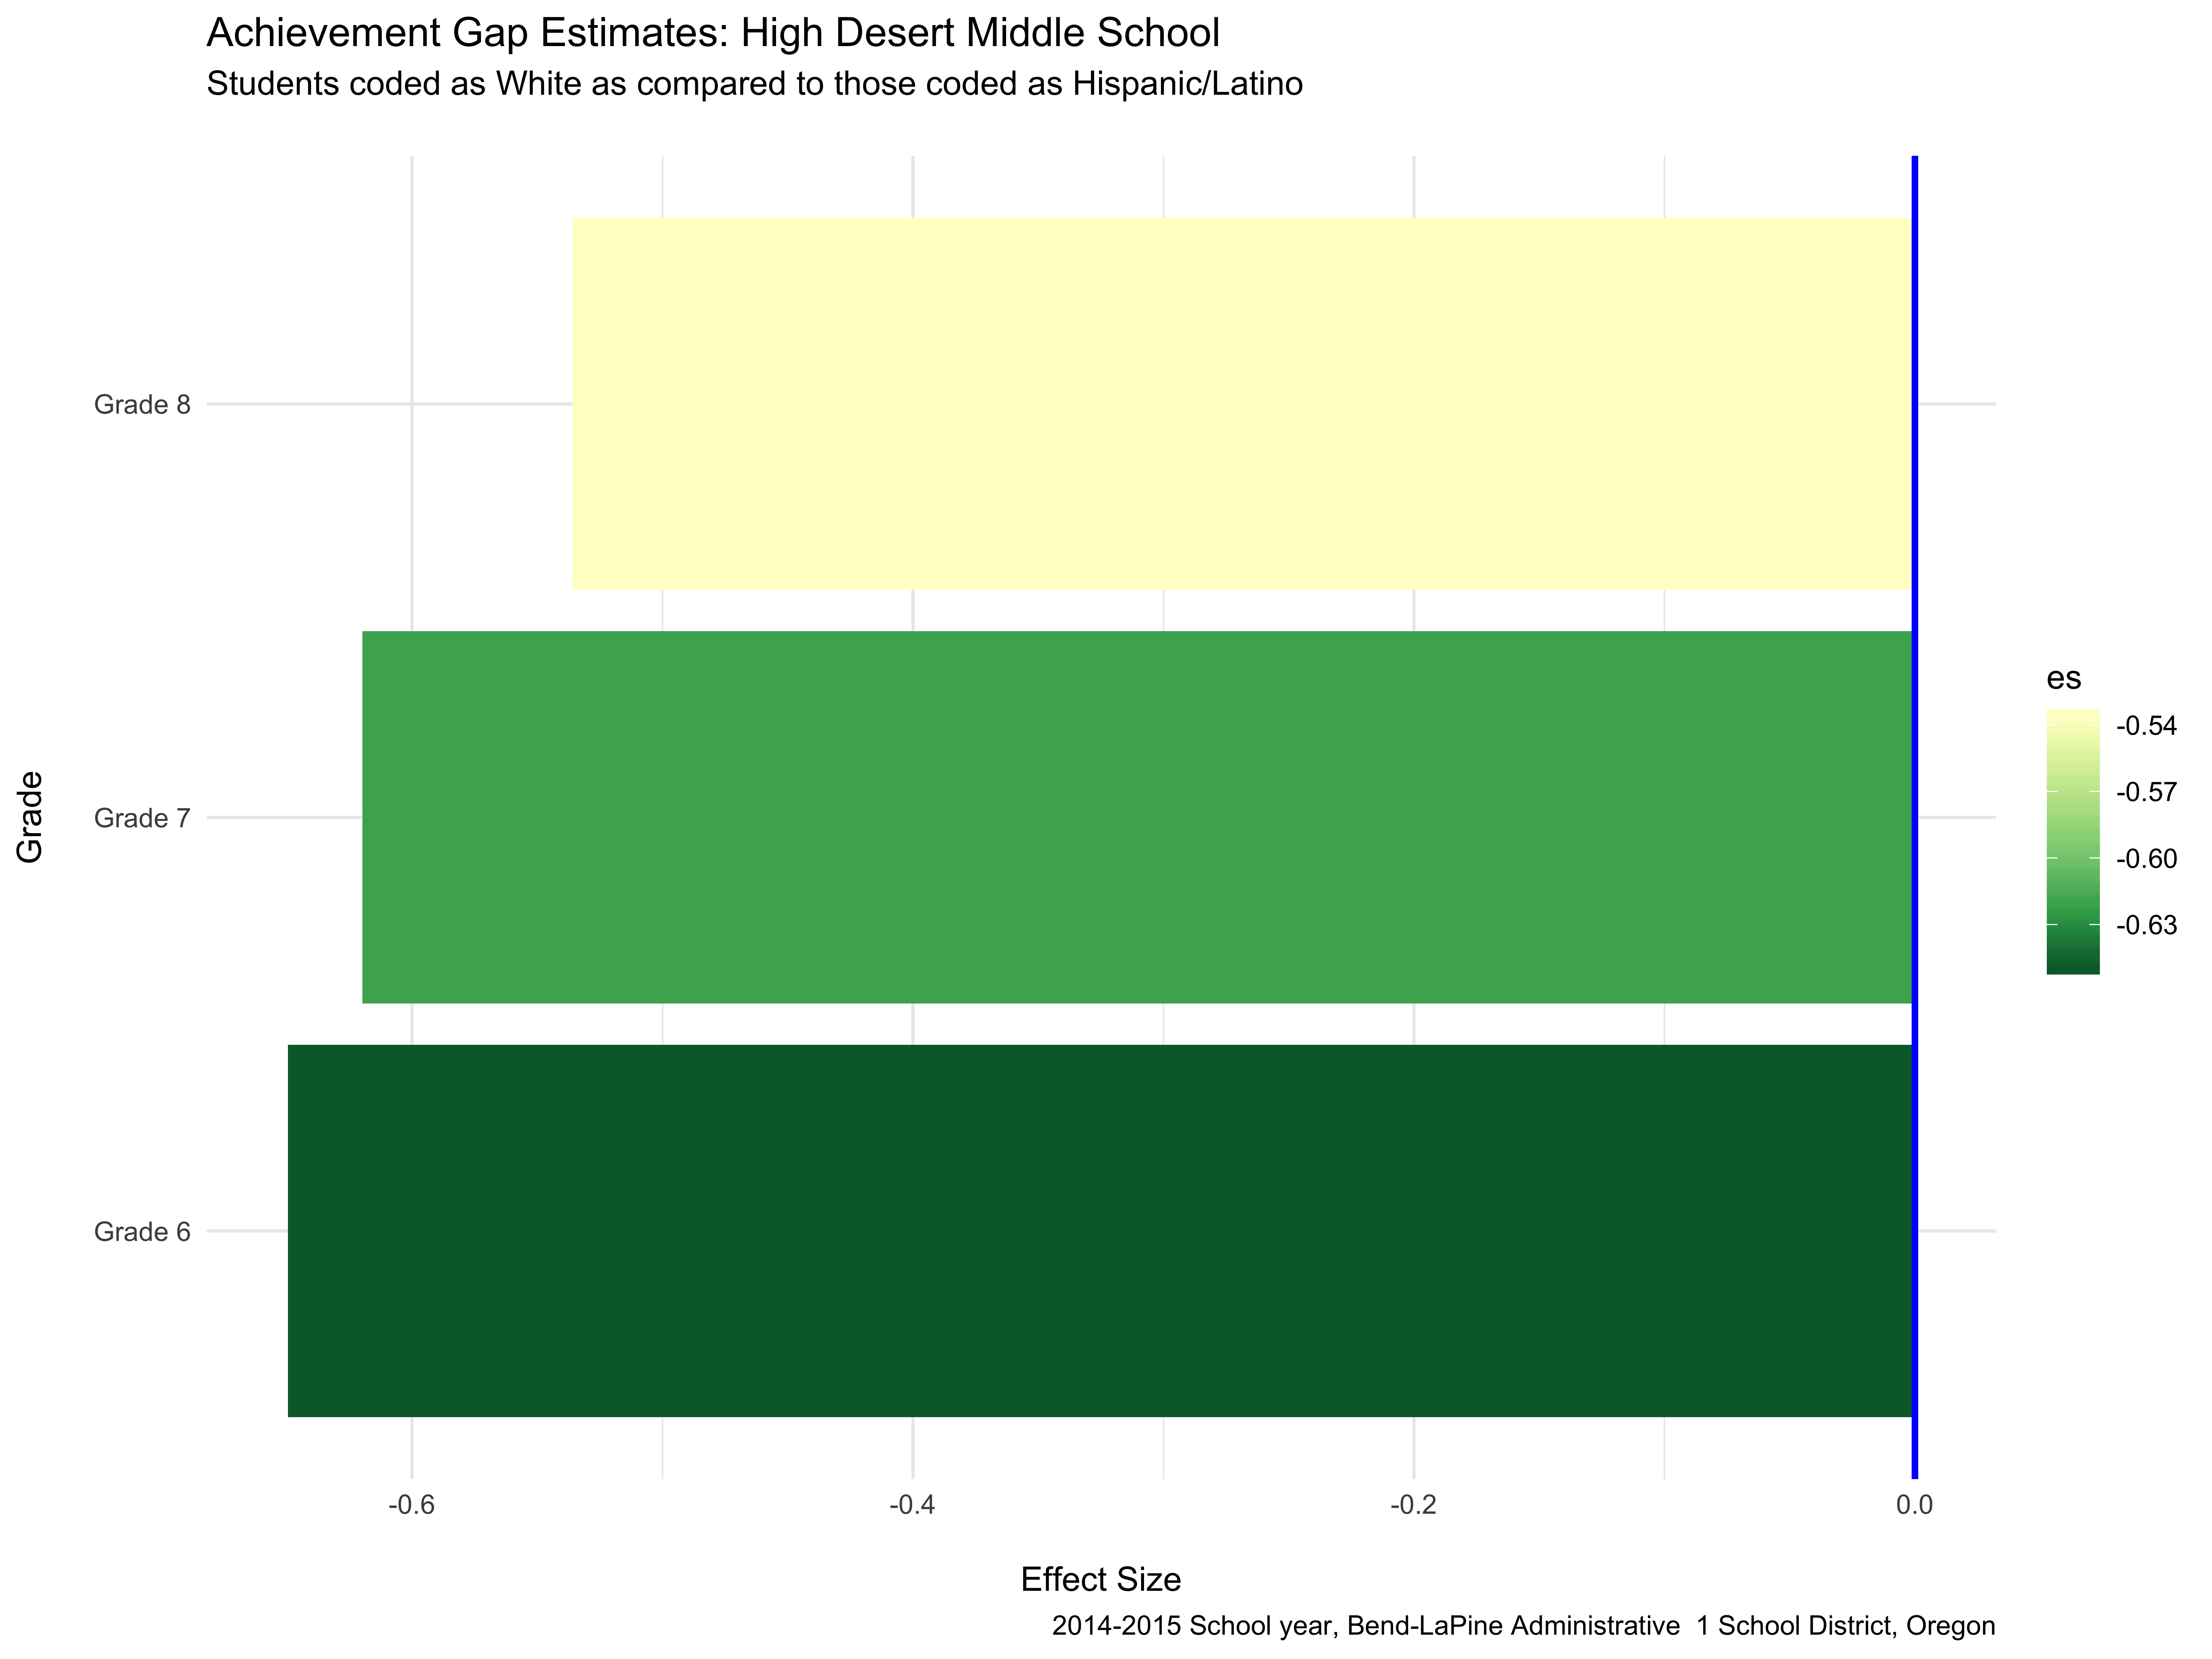 Achievement Gap Estimates: High Desert Middle School
Students coded as White as compared to those coded as Hispanic/Latino
Grade 8
Grade 7
Grade 6
Grade
-0.6
-0.4
-0.2
0.0
Effect Size
es
-0.54
-0.57
-0.60
-0.63
2014-2015 School year, Bend-LaPine Administrative  1 School District, Oregon